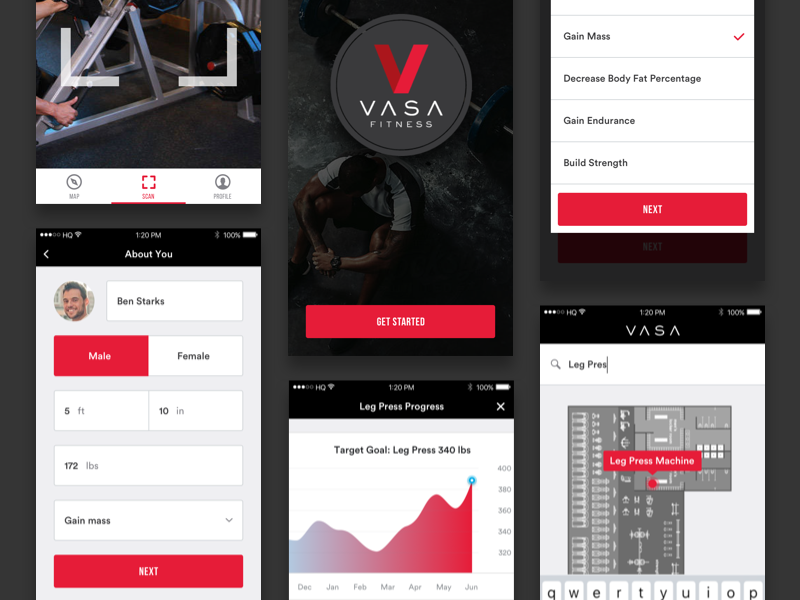 MAP
SCAN
PROFILE
HQ
1:20 PM
100%
About You
Ben Starks
Male
Female
5 ft
10 in
172 lbs
Gain mass
NEXT
VASA
FITNESS
GET STARTED
HQ
1:20 PM
100%
Leg Press Progress
Target Goal: Leg Press 340 lbs
400
380
360
340
320
Dec Jan Feb Mar Apr May Jun
Gain Mass
Decrease Body Fat Percentage
Gain Endurance
Build Strength
NEXT
NEXT
HQ
1:20 PM
100%
VASA
Leg Pres
Leg Press Machine
q w e r t y u i o p